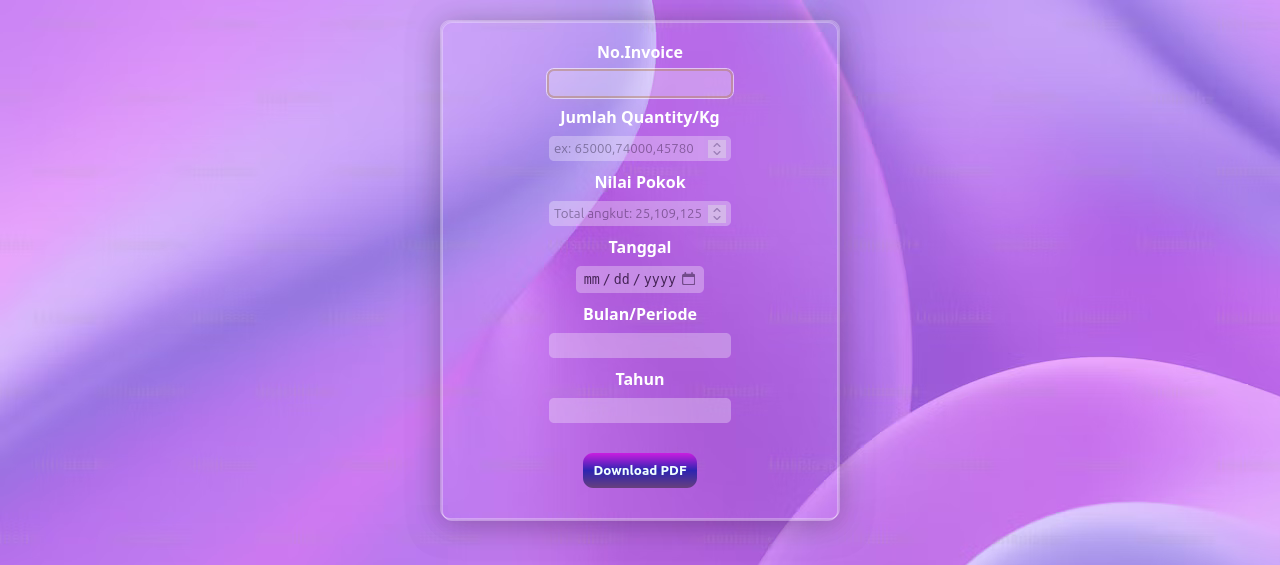 No.Invoice
Jumlah Quantity/Kg
ex: 65000,74000,45780
Nilai Pokok
Total angkut: 25,109,125
Tanggal
mm/dd/yyyy
Bulan/Periode
Tahun
Download PDF